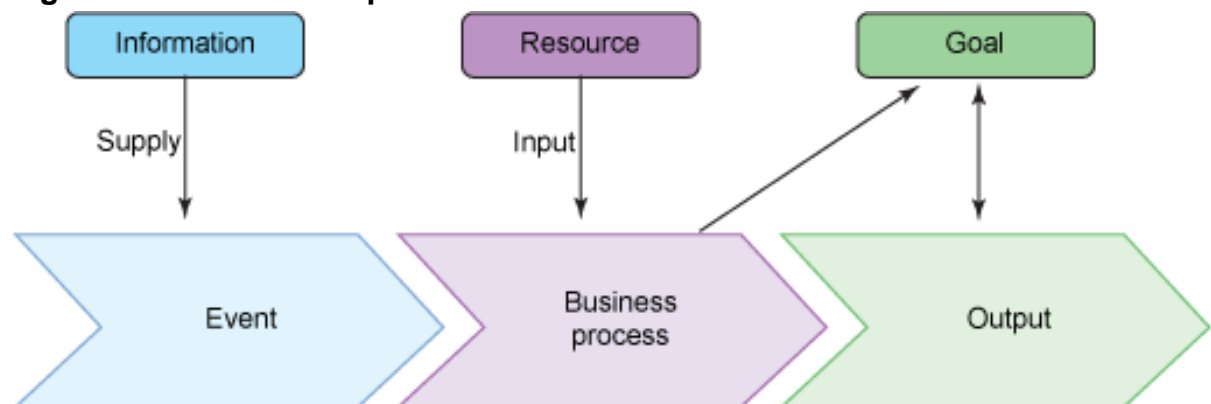 Information
Resource
Goal
Supply
Input
Event
Business
process
Output